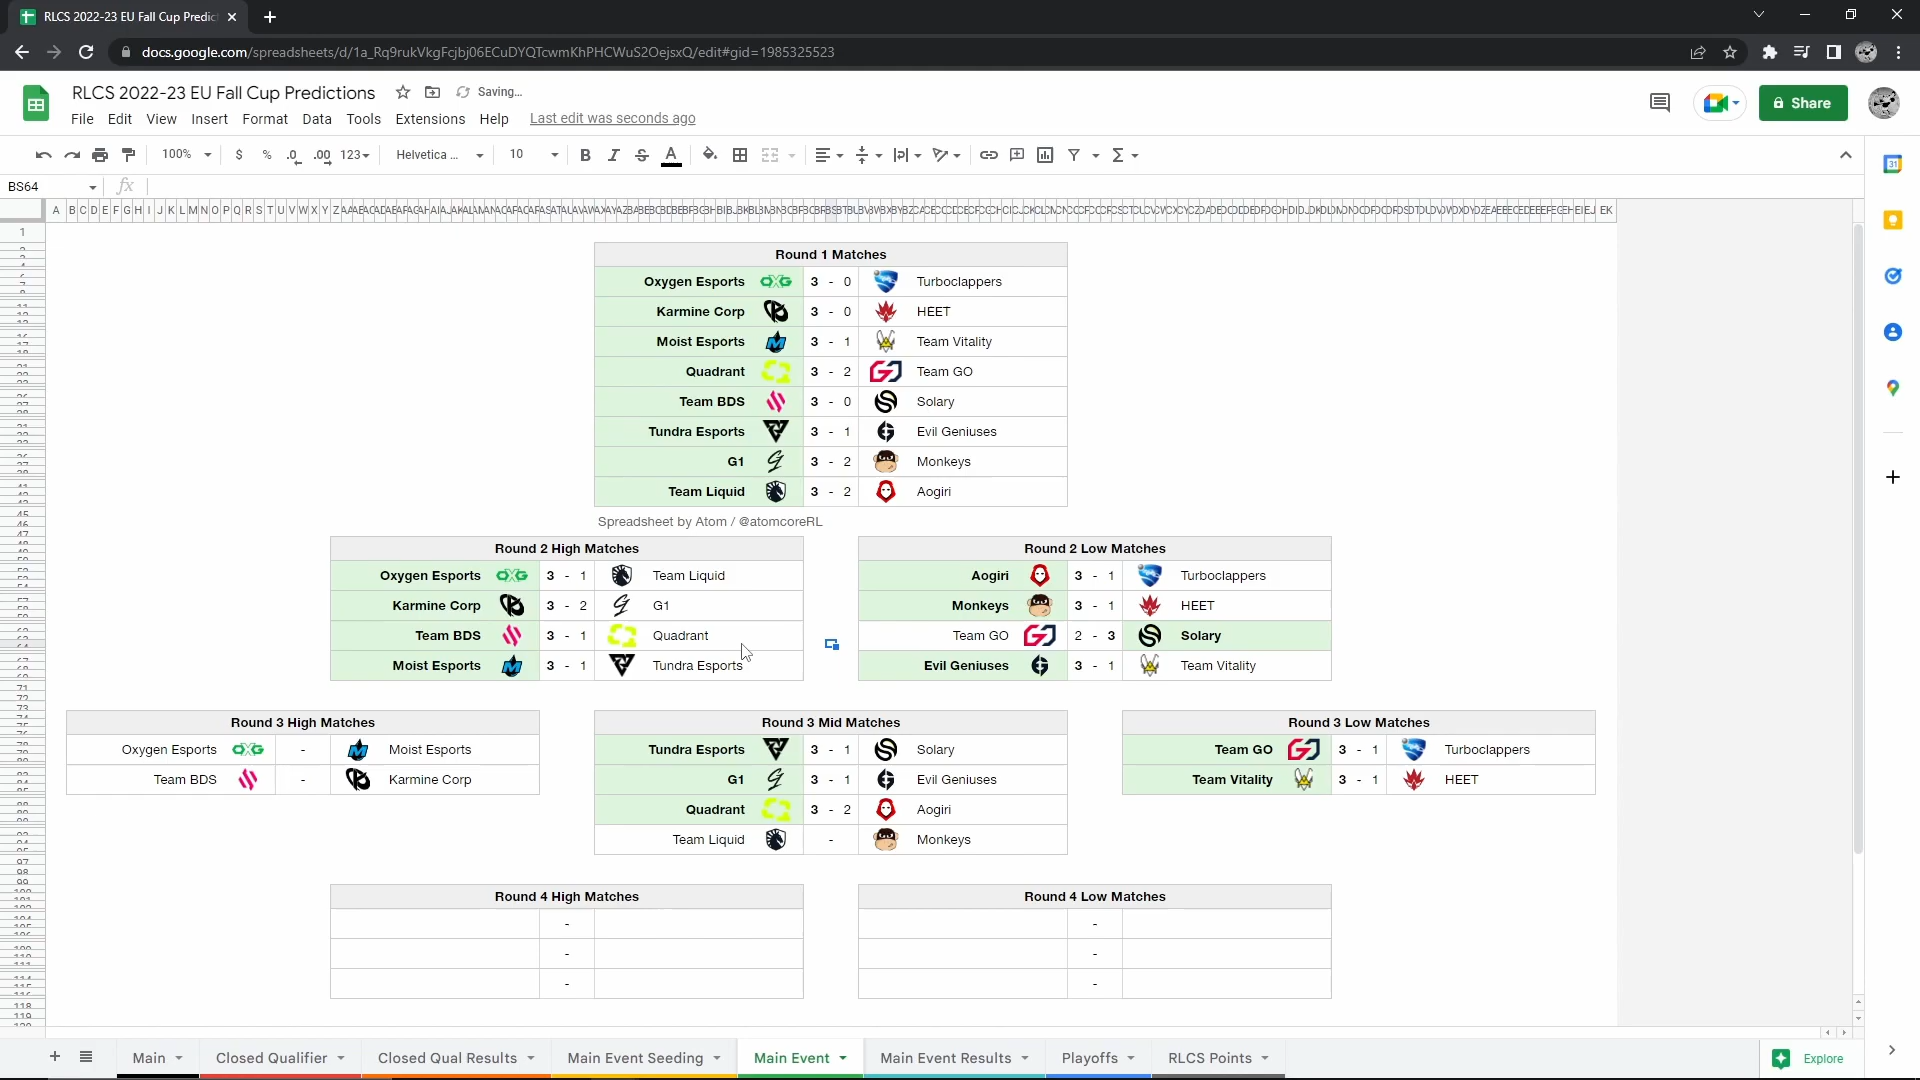 RLCS 2022-23 EU Fall Cup Predict
docs.google.com/spreadsheets/d/1a_Rq9rukVkgFcjbj06ECuDYQTcwmKhPHCWuS2OejsxQ/edit#gid=1985325523
RLCS 2022-23 EU Fall Cup Predictions Saving...
File Edit View Insert Format Data Tools Extensions Help Last edit was seconds ago
Share
100% $ % .0 .00 123 Helvetica ... 10 B I S A
BS64 fx
Round 1 Matches
Oxygen Esports OXG 3 - 0 Turboclappers
Karmine Corp 3 - 0 HEET
Moist Esports 3 - 1 Team Vitality
Quadrant 3 - 2 Team GO
Team BDS 3 - 0 Solary
Tundra Esports 3 - 1 Evil Geniuses
G1 3 - 2 Monkeys
Team Liquid 3 - 2 Aogiri
Spreadsheet by Atom / @atomcoreRL
Round 2 High Matches
Oxygen Esports OXG 3 - 1 Team Liquid
Karmine Corp 3 - 2 G1
Team BDS 3 - 1 Quadrant
Moist Esports 3 - 1 Tundra Esports
Round 2 Low Matches
Aogiri 3 - 1 Turboclappers
Monkeys 3 - 1 HEET
Team GO 2 - 3 Solary
Evil Geniuses 3 - 1 Team Vitality
Round 3 High Matches
Oxygen Esports OXG - Moist Esports
Team BDS - Karmine Corp
Round 3 Mid Matches
Tundra Esports 3 - 1 Solary
G1 3 - 1 Evil Geniuses
Quadrant 3 - 2 Aogiri
Team Liquid - Monkeys
Round 3 Low Matches
Team GO 3 - 1 Turboclappers
Team Vitality 3 - 1 HEET
Round 4 High Matches
-
-
-
Round 4 Low Matches
-
-
-
Main Closed Qualifier Closed Qual Results Main Event Seeding Main Event Main Event Results Playoffs RLCS Points Explore